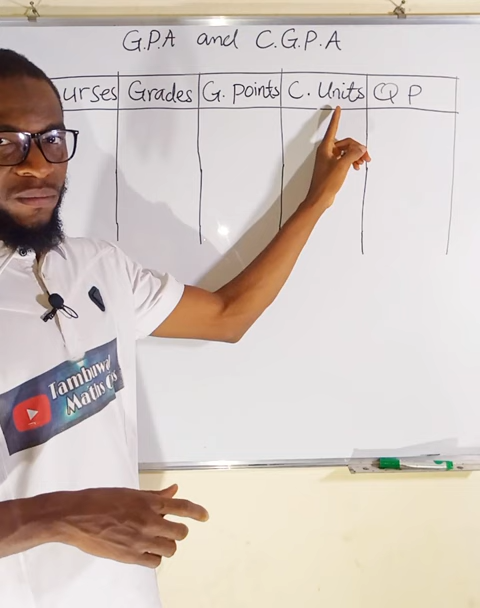 G.P.A and C.G.P.A
urses Grades G. points C. Units Q P
Tambuwal
Maths C